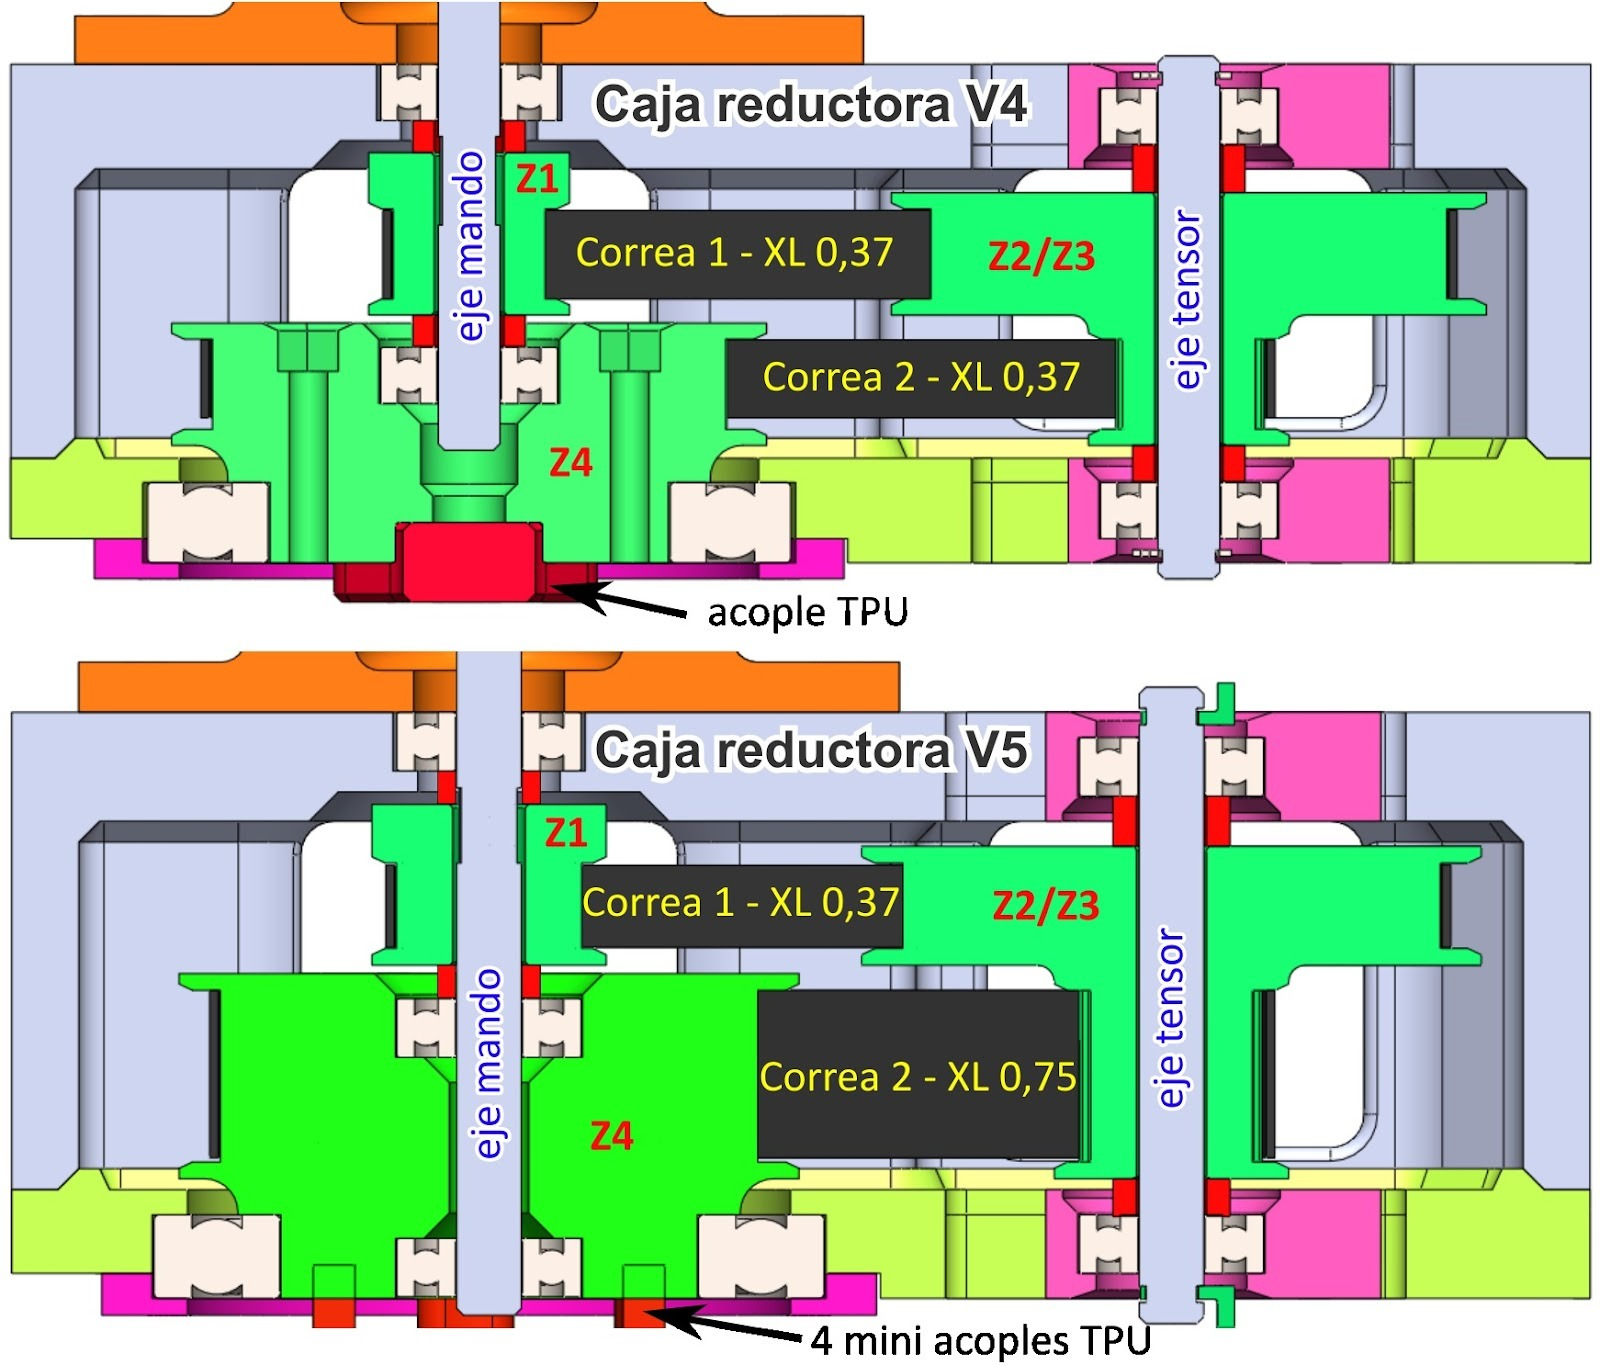 Caja reductora V4
Z1
eje mando
Correa 1 - XL 0,37
Z2/Z3
eje tensor
Correa 2 - XL 0,37
Z4
acople TPU
Caja reductora V5
Z1
Correa 1 - XL 0,37
Z2/Z3
eje mando
eje tensor
Correa 2 - XL 0,75
Z4
4 mini acoples TPU